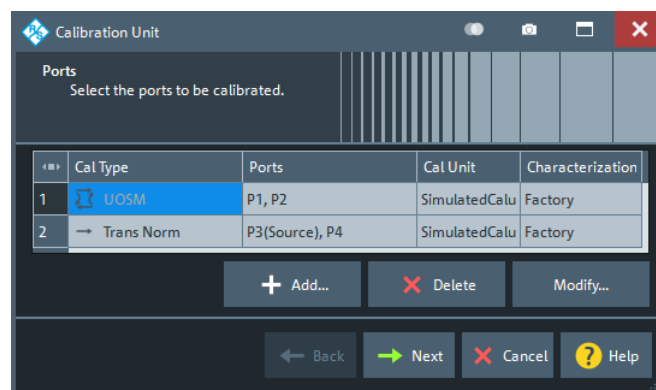 Calibration Unit
Ports
Select the ports to be calibrated.
Cal Type Ports Cal Unit Characterization
1 UOSM P1, P2 SimulatedCalu Factory
2 Trans Norm P3(Source), P4 SimulatedCalu Factory
Add... Delete Modify...
Back Next Cancel ? Help